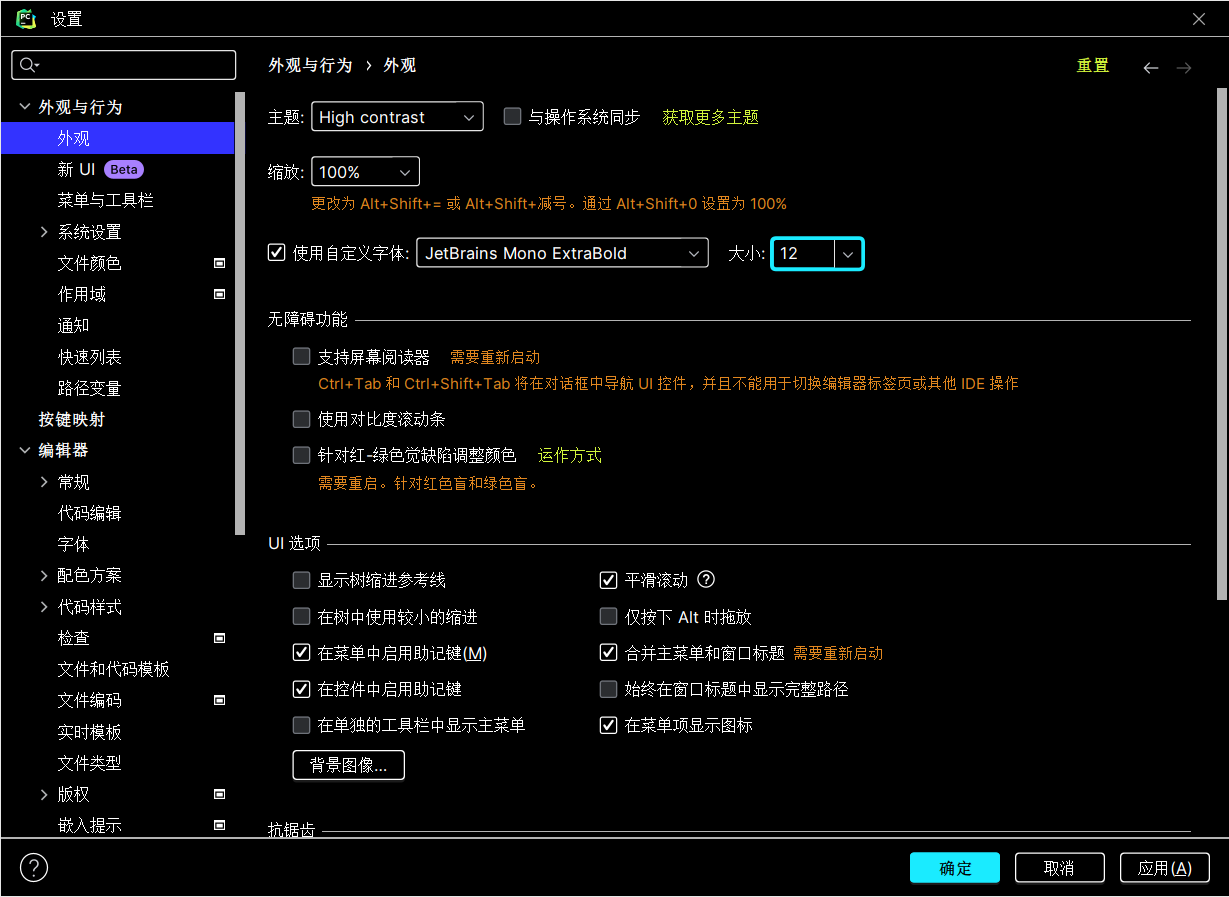 设置
外观与行为
外观
新 UI Beta
菜单与工具栏
系统设置
文件颜色
作用域
通知
快速列表
路径变量
按键映射
编辑器
常规
代码编辑
字体
配色方案
代码样式
检查
文件和代码模板
文件编码
实时模板
文件类型
版权
嵌入提示
外观与行为 › 外观
重置
主题: High contrast 与操作系统同步 获取更多主题
缩放: 100%
更改为 Alt+Shift+= 或 Alt+Shift+减号。通过 Alt+Shift+0 设置为 100%
使用自定义字体: JetBrains Mono ExtraBold 大小: 12
无障碍功能
支持屏幕阅读器 需要重新启动
Ctrl+Tab 和 Ctrl+Shift+Tab 将在对话框中导航 UI 控件，并且不能用于切换编辑器标签页或其他 IDE 操作
使用对比度滚动条
针对红-绿色觉缺陷调整颜色 运作方式
需要重启。针对红色盲和绿色盲。
UI 选项
显示树缩进参考线 平滑滚动
在树中使用较小的缩进 仅按下 Alt 时拖放
在菜单中启用助记键(M) 合并主菜单和窗口标题 需要重新启动
在控件中启用助记键 始终在窗口标题中显示完整路径
在单独的工具栏中显示主菜单 在菜单项显示图标
背景图像...
抗锯齿
确定 取消 应用(A)